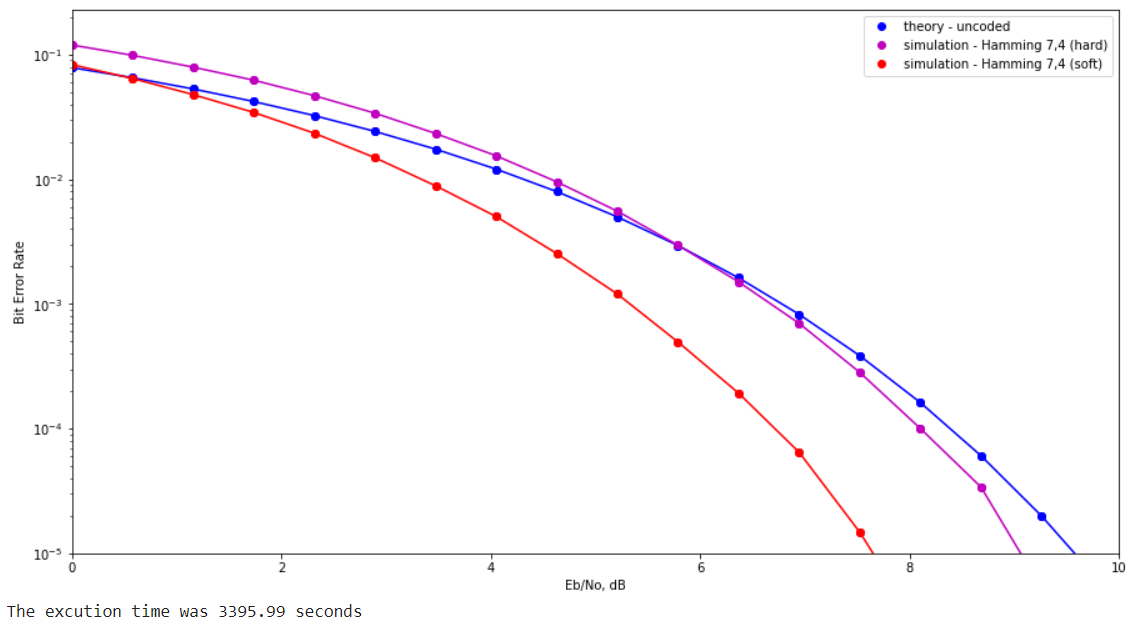 theory - uncoded
simulation - Hamming 7,4 (hard)
simulation - Hamming 7,4 (soft)
10⁻¹
10⁻²
10⁻³
10⁻⁴
10⁻⁵
Bit Error Rate
0 2 4 6 8 10
Eb/No, dB
The excution time was 3395.99 seconds